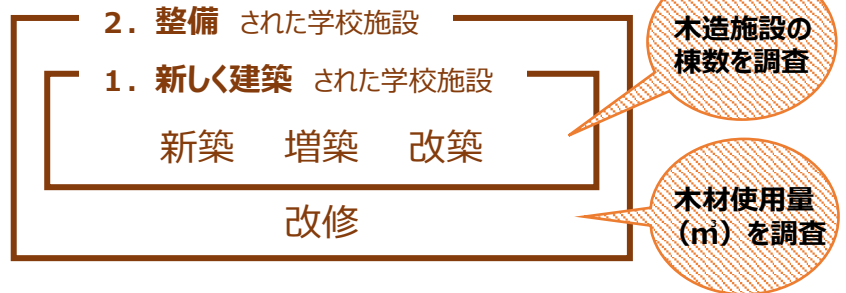 2．整備 された学校施設
1．新しく建築 された学校施設
新築 増築 改築
改修
木造施設の
棟数を調査
木材使用量
（㎥）を調査